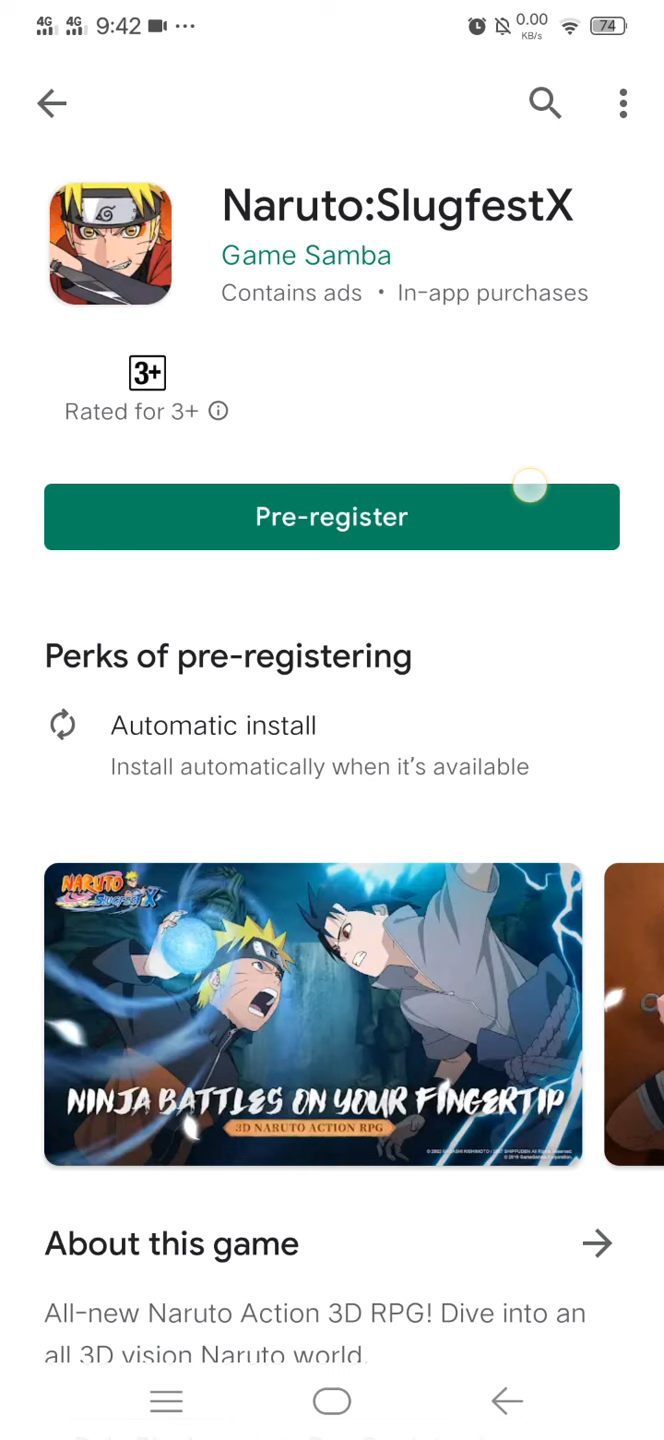 4G 4G 9:42 ··· 0.00 KB/s 74
Naruto:SlugfestX
Game Samba
Contains ads • In-app purchases
3+
Rated for 3+
Pre-register
Perks of pre-registering
Automatic install
Install automatically when it's available
NARUTO
SLUGFEST X
NINJA BATTLES ON YOUR FINGERTIP
3D NARUTO ACTION RPG
About this game
All-new Naruto Action 3D RPG! Dive into an
all 3D vision Naruto world.